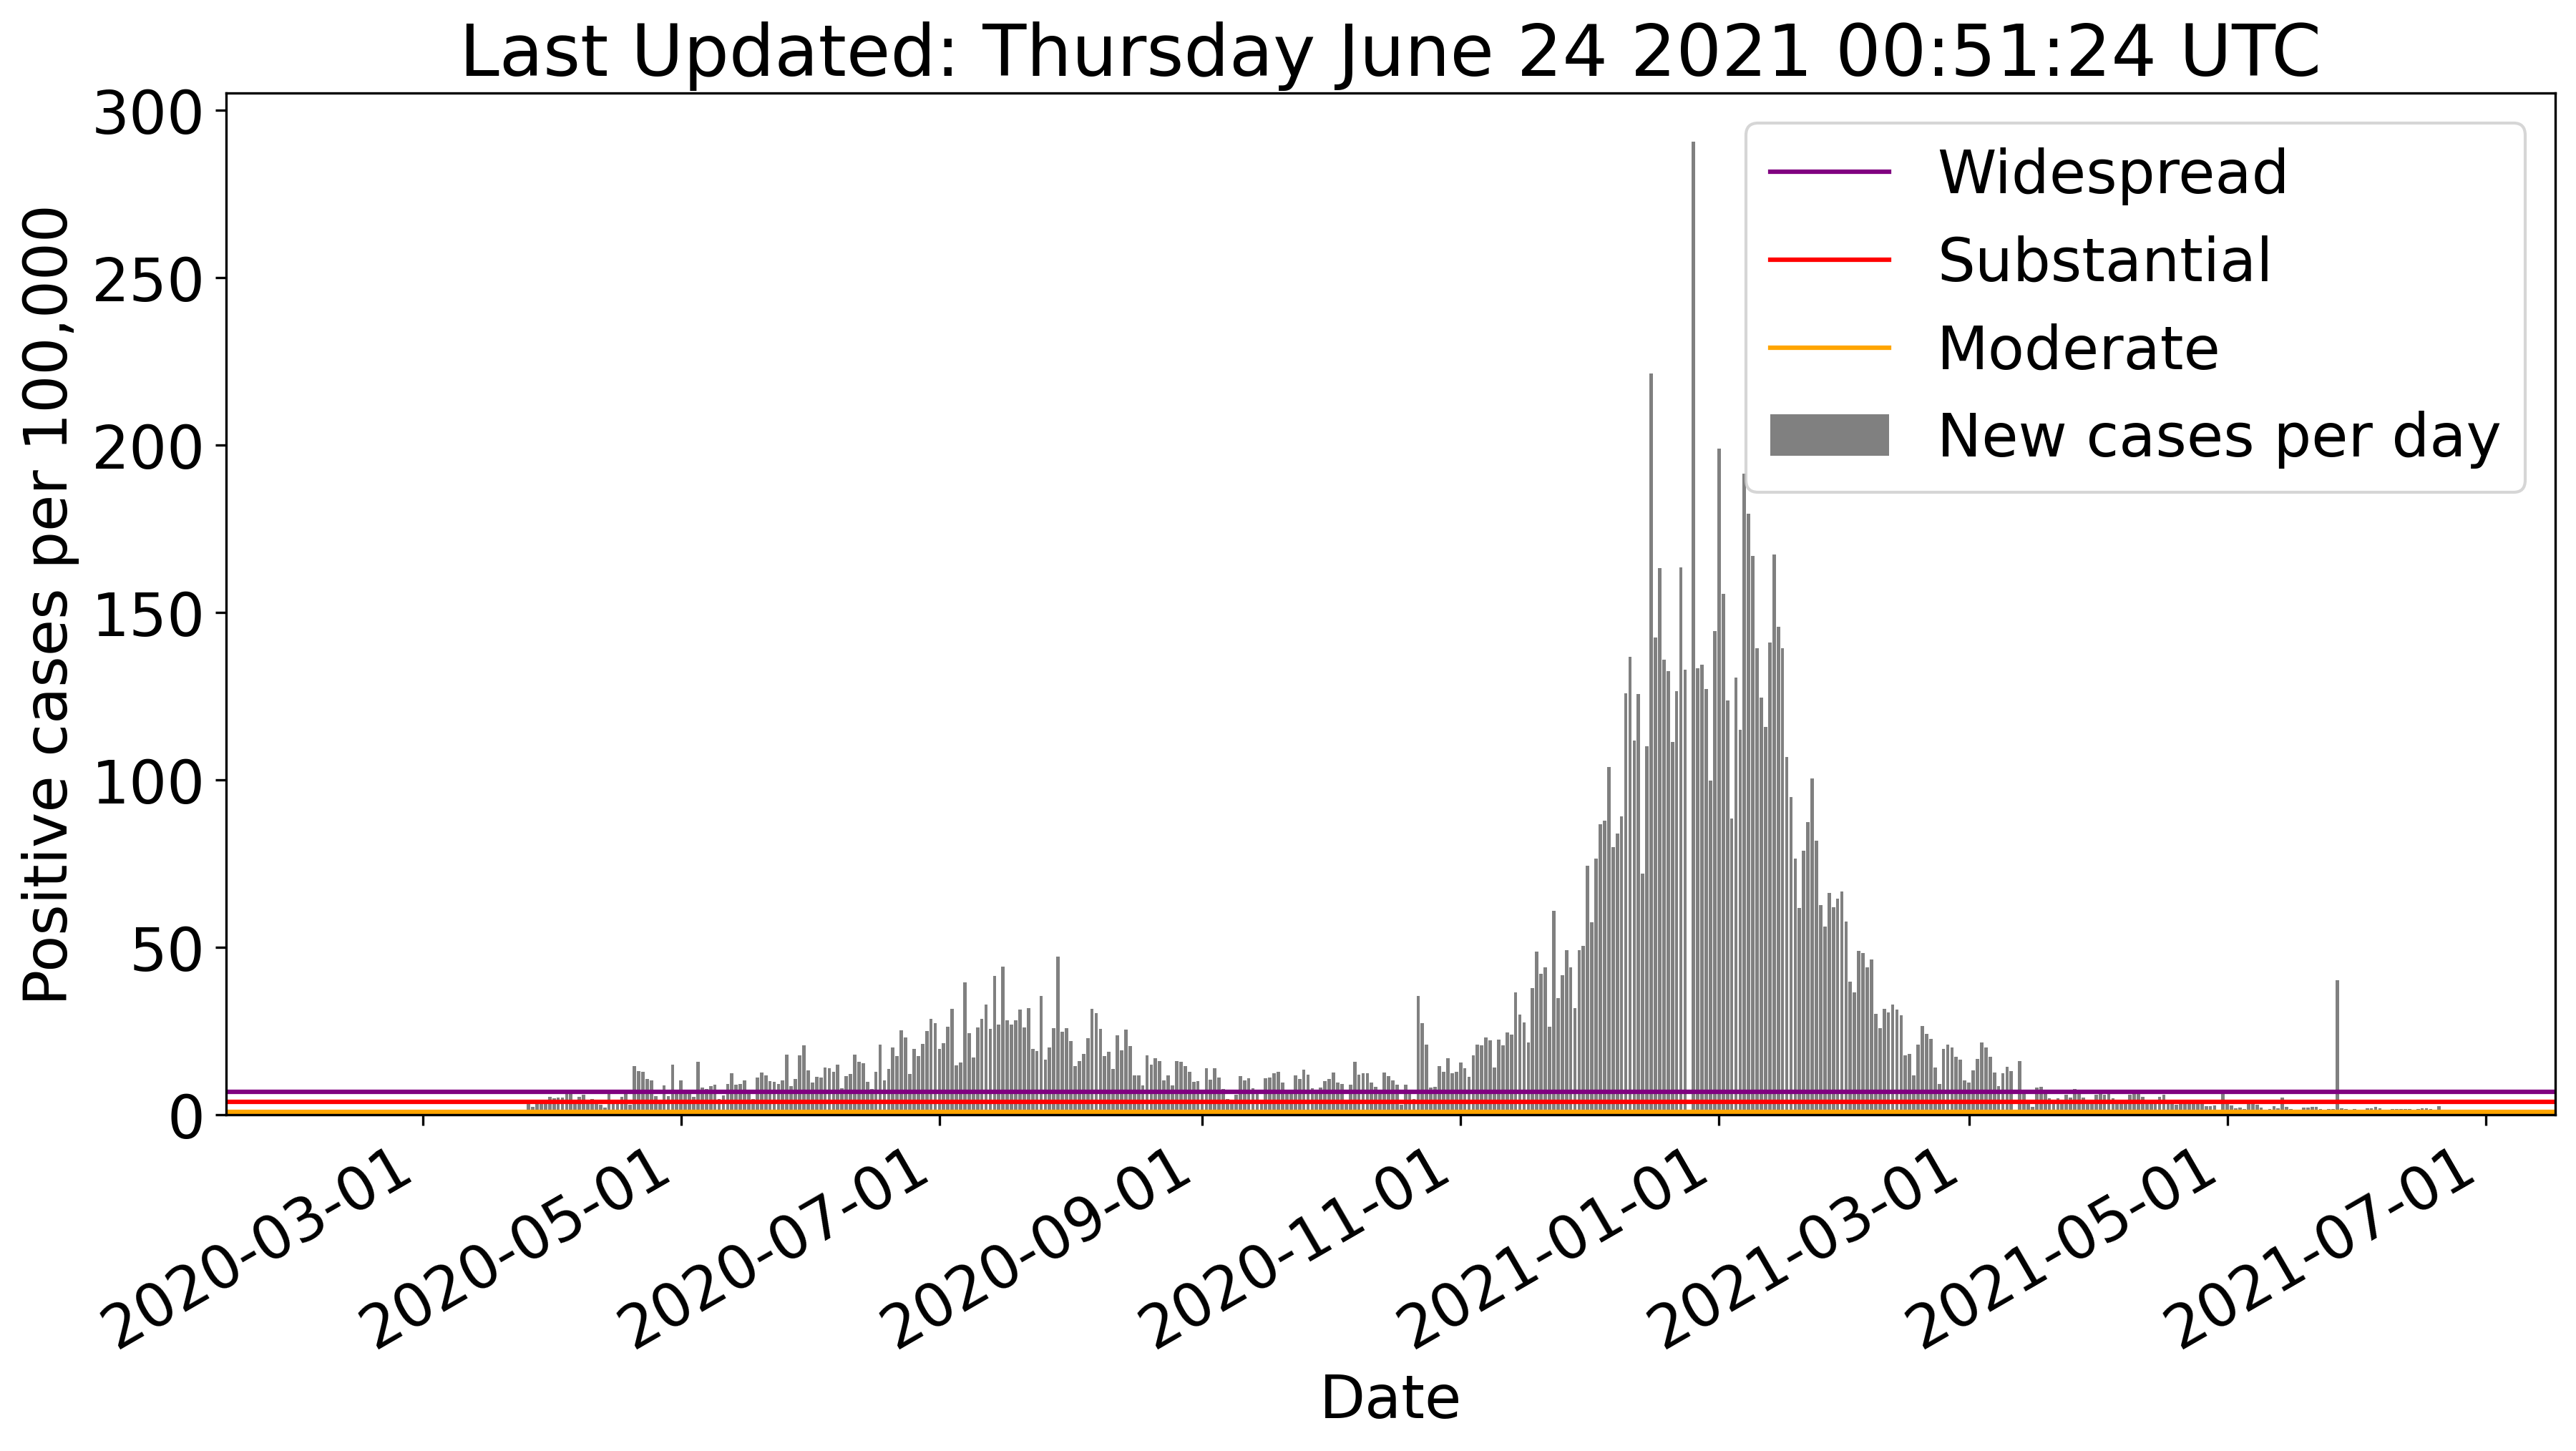 Last Updated: Thursday June 24 2021 00:51:24 UTC
300
250
200
150
100
50
0
Positive cases per 100,000
Widespread
Substantial
Moderate
New cases per day
2020-03-01
2020-05-01
2020-07-01
2020-09-01
2020-11-01
2021-01-01
2021-03-01
2021-05-01
2021-07-01
Date